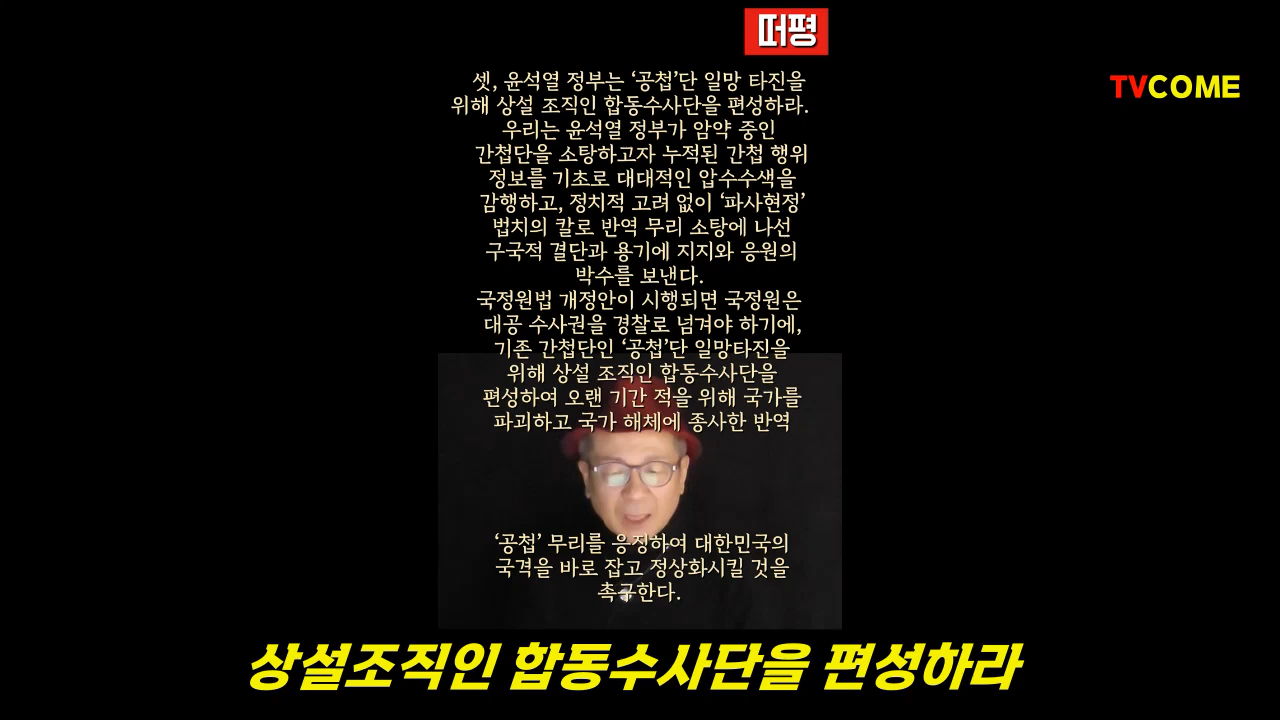 떠평
TVCOME
셋, 윤석열 정부는 ‘공첩’단 일망 타진을
위해 상설 조직인 합동수사단을 편성하라.
우리는 윤석열 정부가 암약 중인
간첩단을 소탕하고자 누적된 간첩 행위
정보를 기초로 대대적인 압수수색을
감행하고, 정치적 고려 없이 ‘파사현정’
법치의 칼로 반역 무리 소탕에 나선
구국적 결단과 용기에 지지와 응원의
박수를 보낸다.
국정원법 개정안이 시행되면 국정원은
대공 수사권을 경찰로 넘겨야 하기에,
기존 간첩단인 ‘공첩’단 일망타진을
위해 상설 조직인 합동수사단을
편성하여 오랜 기간 적을 위해 국가를
파괴하고 국가 해체에 종사한 반역
‘공첩’ 무리를 응징하여 대한민국의
국격을 바로 잡고 정상화시킬 것을
촉구한다.
상설조직인 합동수사단을 편성하라